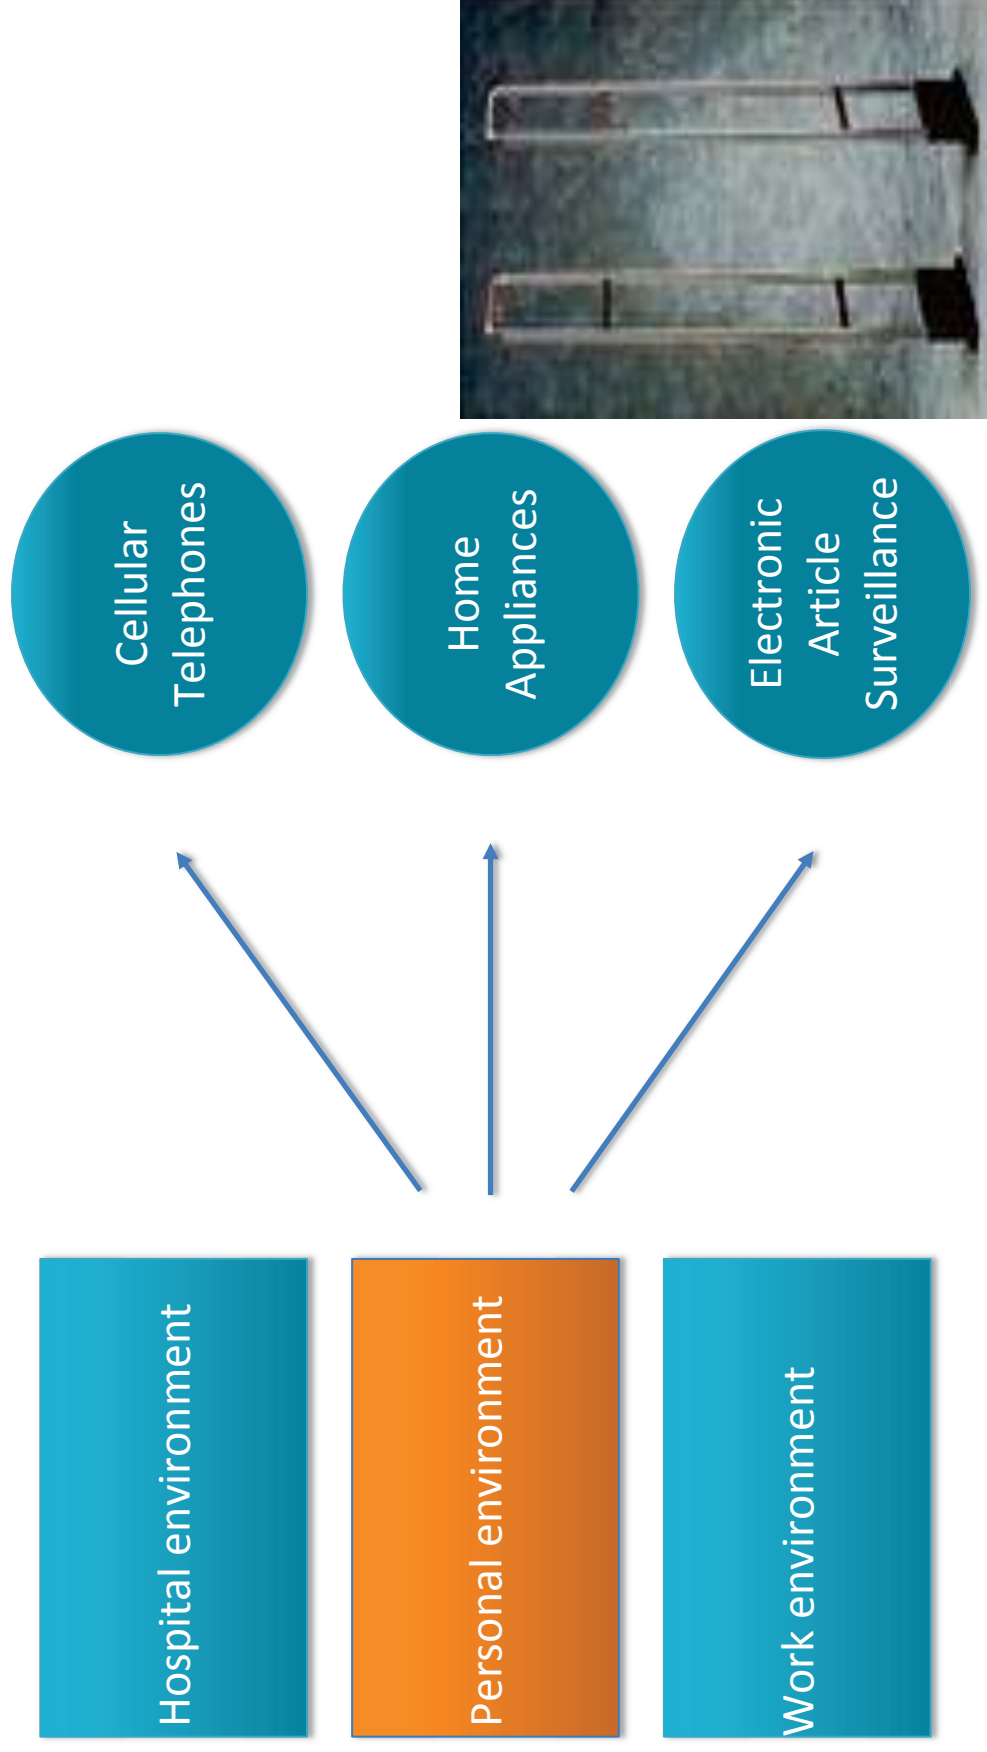 Hospital environment
Personal environment
Work environment
Cellular
Telephones
Home
Appliances
Electronic
Article
Surveillance